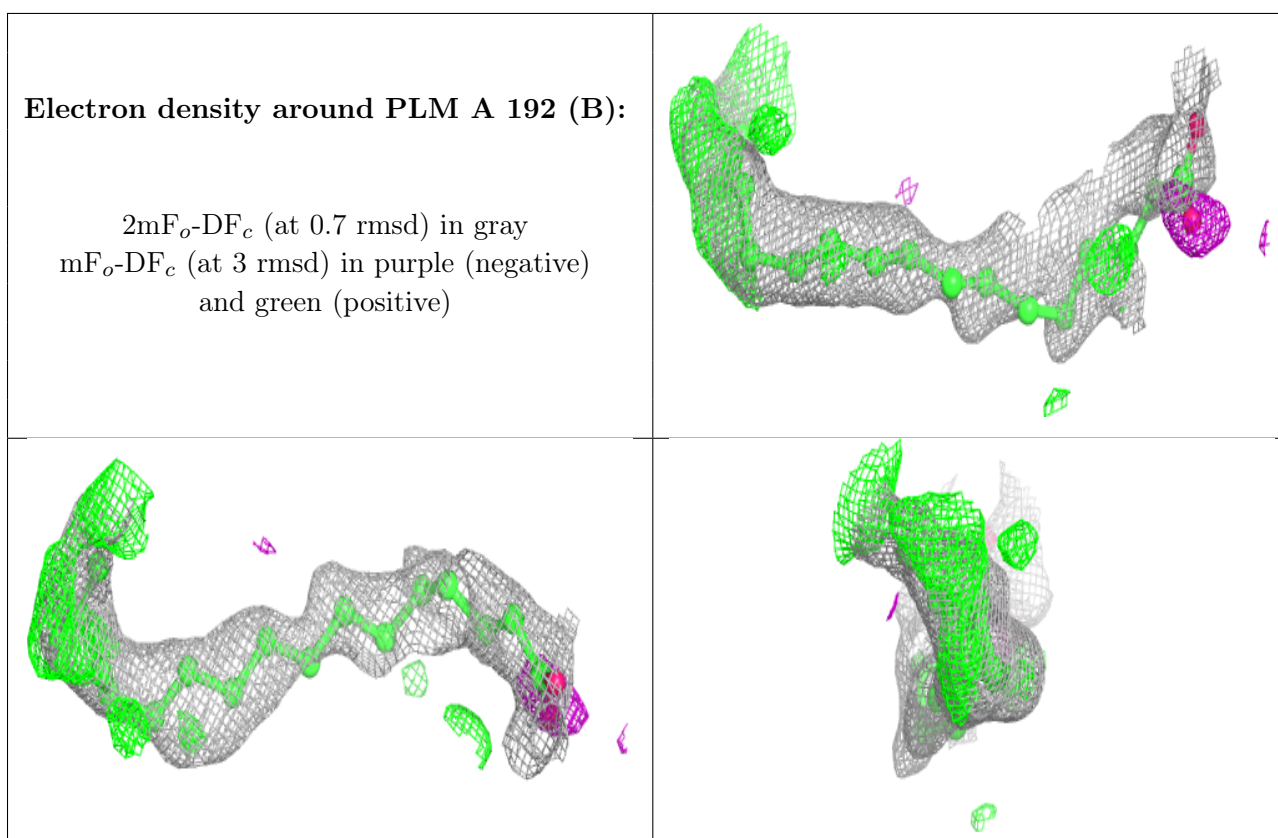 Electron density around PLM A 192 (B):
2mFo-DFc (at 0.7 rmsd) in gray
mFo-DFc (at 3 rmsd) in purple (negative)
and green (positive)